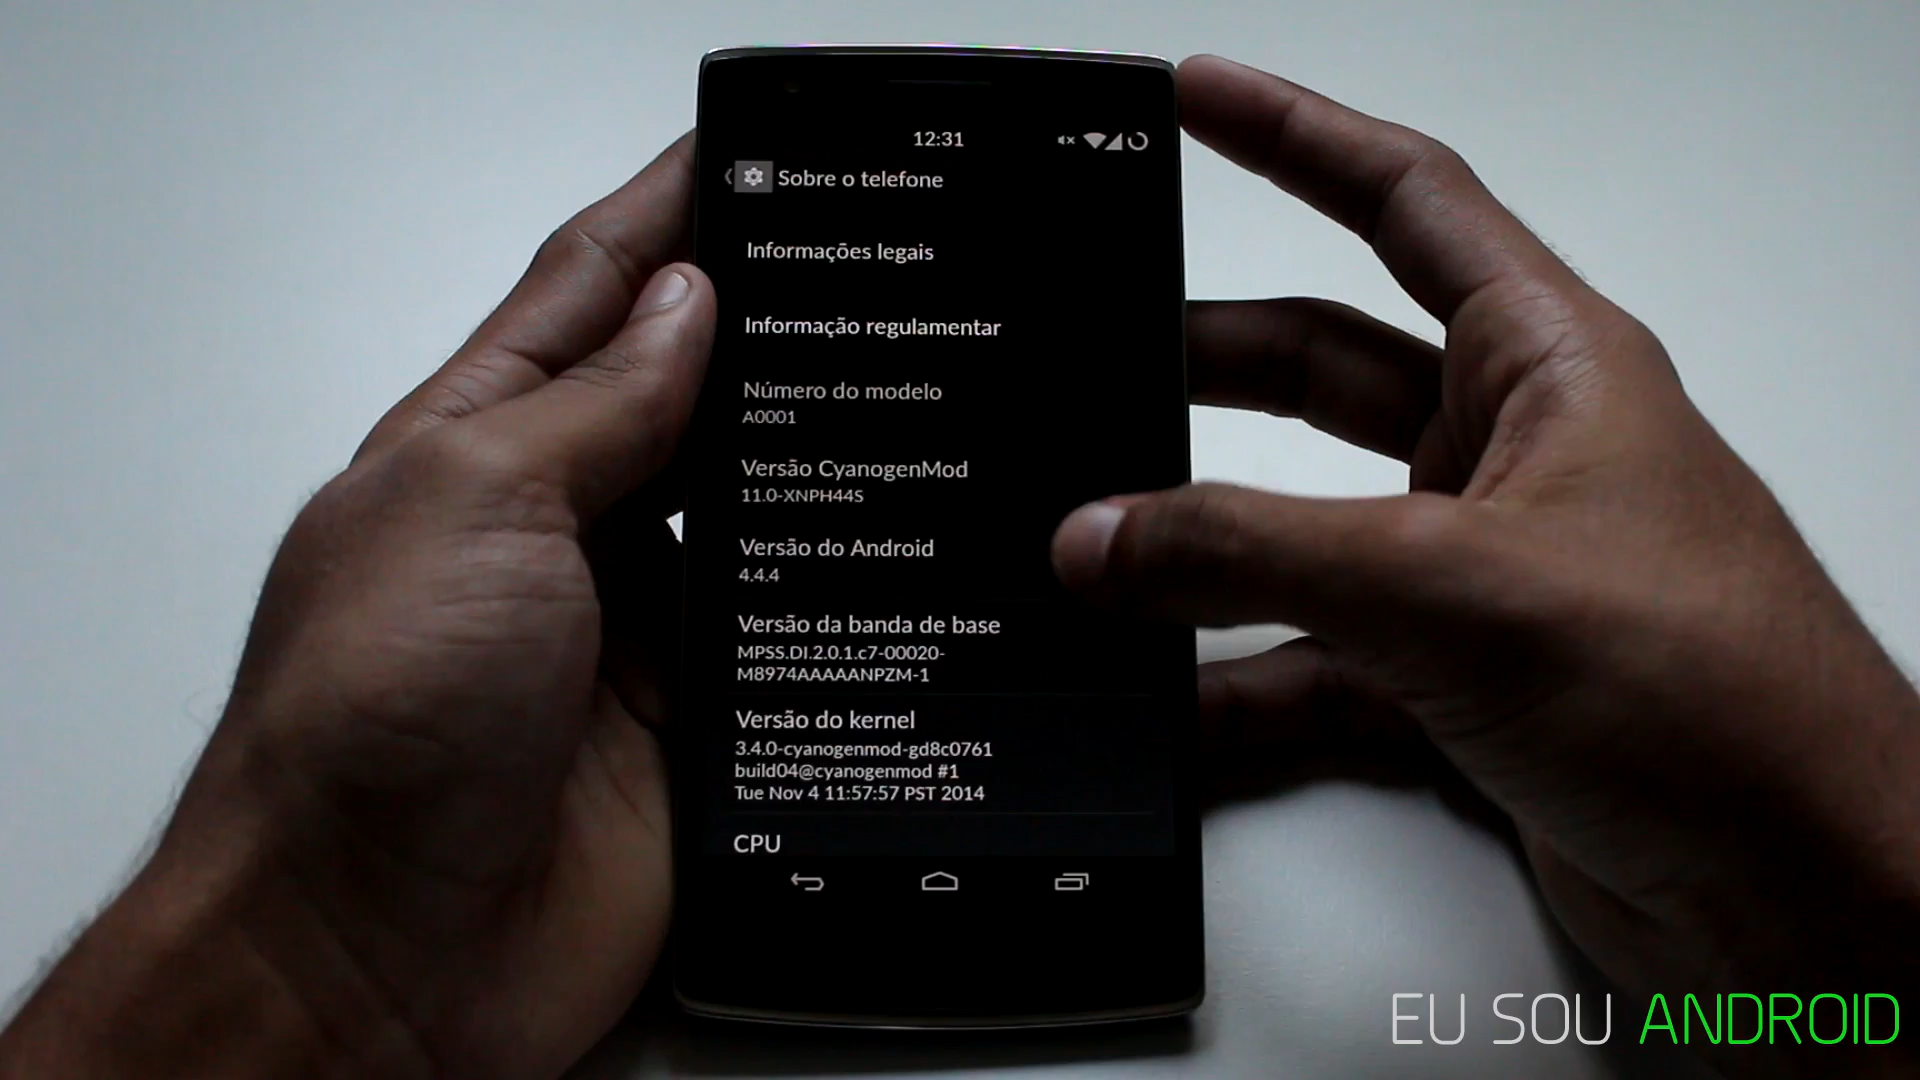 12:31
Sobre o telefone
Informações legais
Informação regulamentar
Número do modelo
A0001
Versão CyanogenMod
11.0-XNPH44S
Versão do Android
4.4.4
Versão da banda de base
MPSS.DI.2.0.1.c7-00020-
M8974AAAAANPZM-1
Versão do kernel
3.4.0-cyanogenmod-gd8c0761
build04@cyanogenmod #1
Tue Nov 4 11:57:57 PST 2014
CPU
EU SOU ANDROID